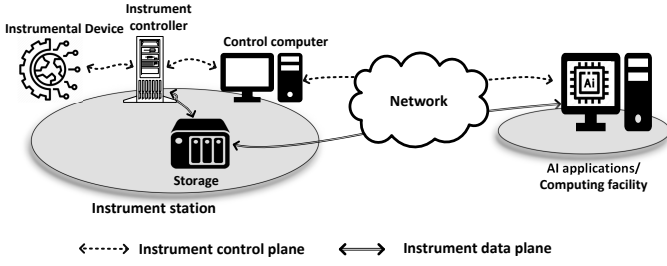 Instrument
controller
Instrumental Device
Control computer
Network
Ai
Storage
AI applications/
Computing facility
Instrument station
Instrument control plane
Instrument data plane